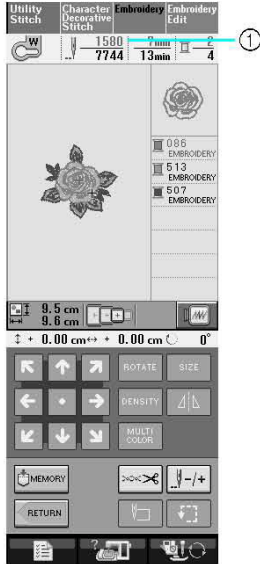 Utility Stitch
Character Decorative Stitch
Embroidery
Embroidery Edit
W
1580 7min 2
7744 13min 4
1
086
EMBROIDERY
513
EMBROIDERY
507
EMBROIDERY
9.5 cm
9.6 cm
+ 0.00 cm + 0.00 cm 0°
ROTATE SIZE
DENSITY
MULTI COLOR
MEMORY
-/+
RETURN
?